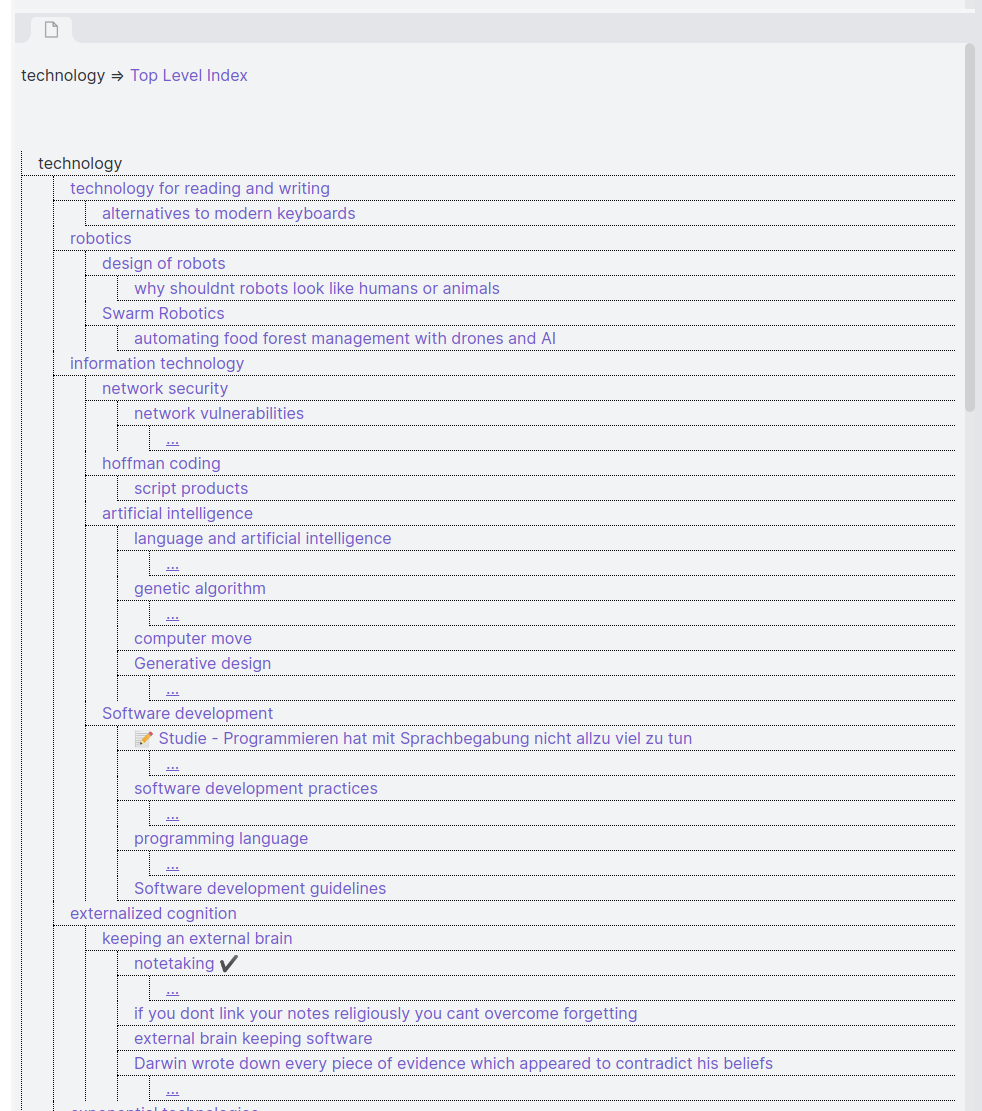 technology ⇒ Top Level Index
technology
technology for reading and writing
alternatives to modern keyboards
robotics
design of robots
why shouldnt robots look like humans or animals
Swarm Robotics
automating food forest management with drones and AI
information technology
network security
network vulnerabilities
...
hoffman coding
script products
artificial intelligence
language and artificial intelligence
...
genetic algorithm
...
computer move
Generative design
...
Software development
📝 Studie - Programmieren hat mit Sprachbegabung nicht allzu viel zu tun
...
software development practices
...
programming language
...
Software development guidelines
externalized cognition
keeping an external brain
notetaking ✔️
...
if you dont link your notes religiously you cant overcome forgetting
external brain keeping software
Darwin wrote down every piece of evidence which appeared to contradict his beliefs
...
exponential technologies